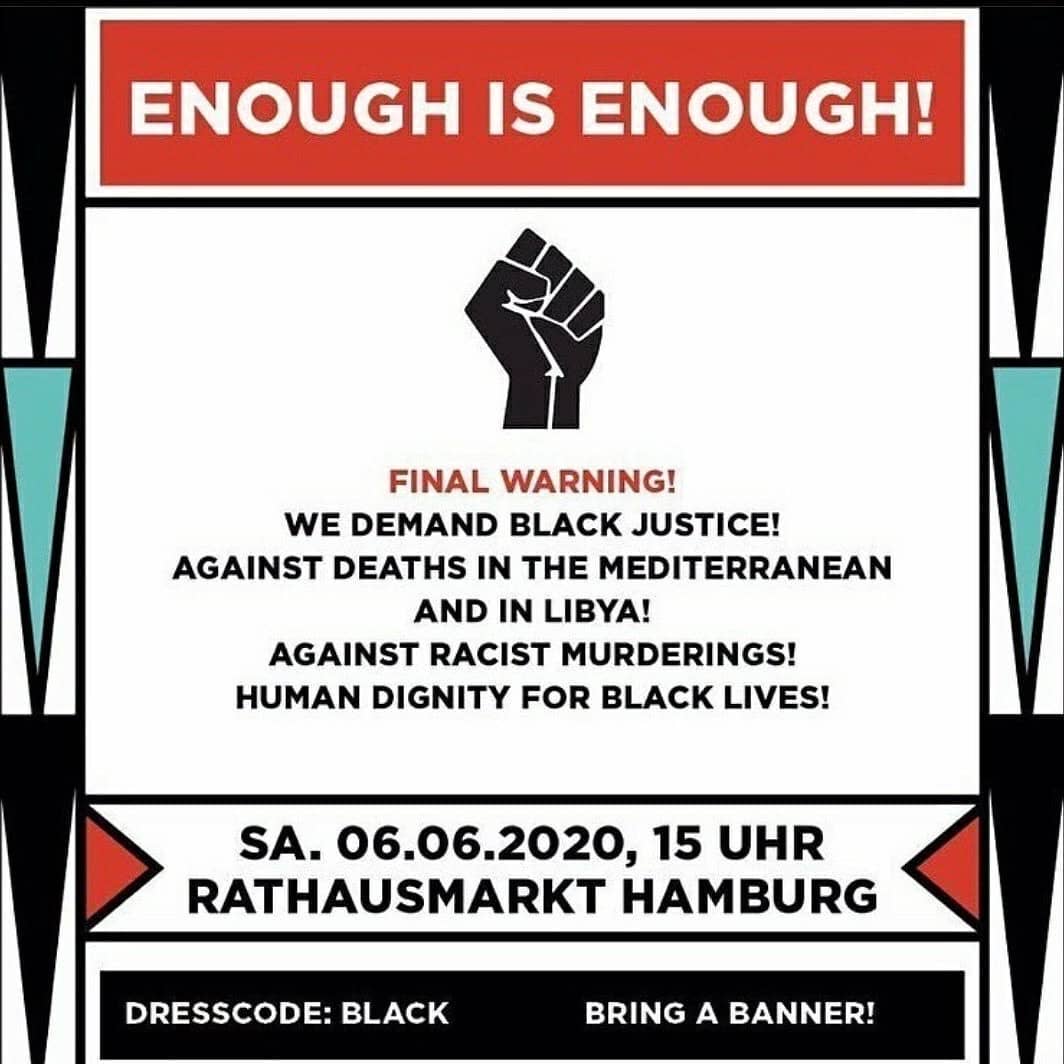 ENOUGH IS ENOUGH!
FINAL WARNING!
WE DEMAND BLACK JUSTICE!
AGAINST DEATHS IN THE MEDITERRANEAN
AND IN LIBYA!
AGAINST RACIST MURDERINGS!
HUMAN DIGNITY FOR BLACK LIVES!
SA. 06.06.2020, 15 UHR
RATHAUSMARKT HAMBURG
DRESSCODE: BLACK
BRING A BANNER!